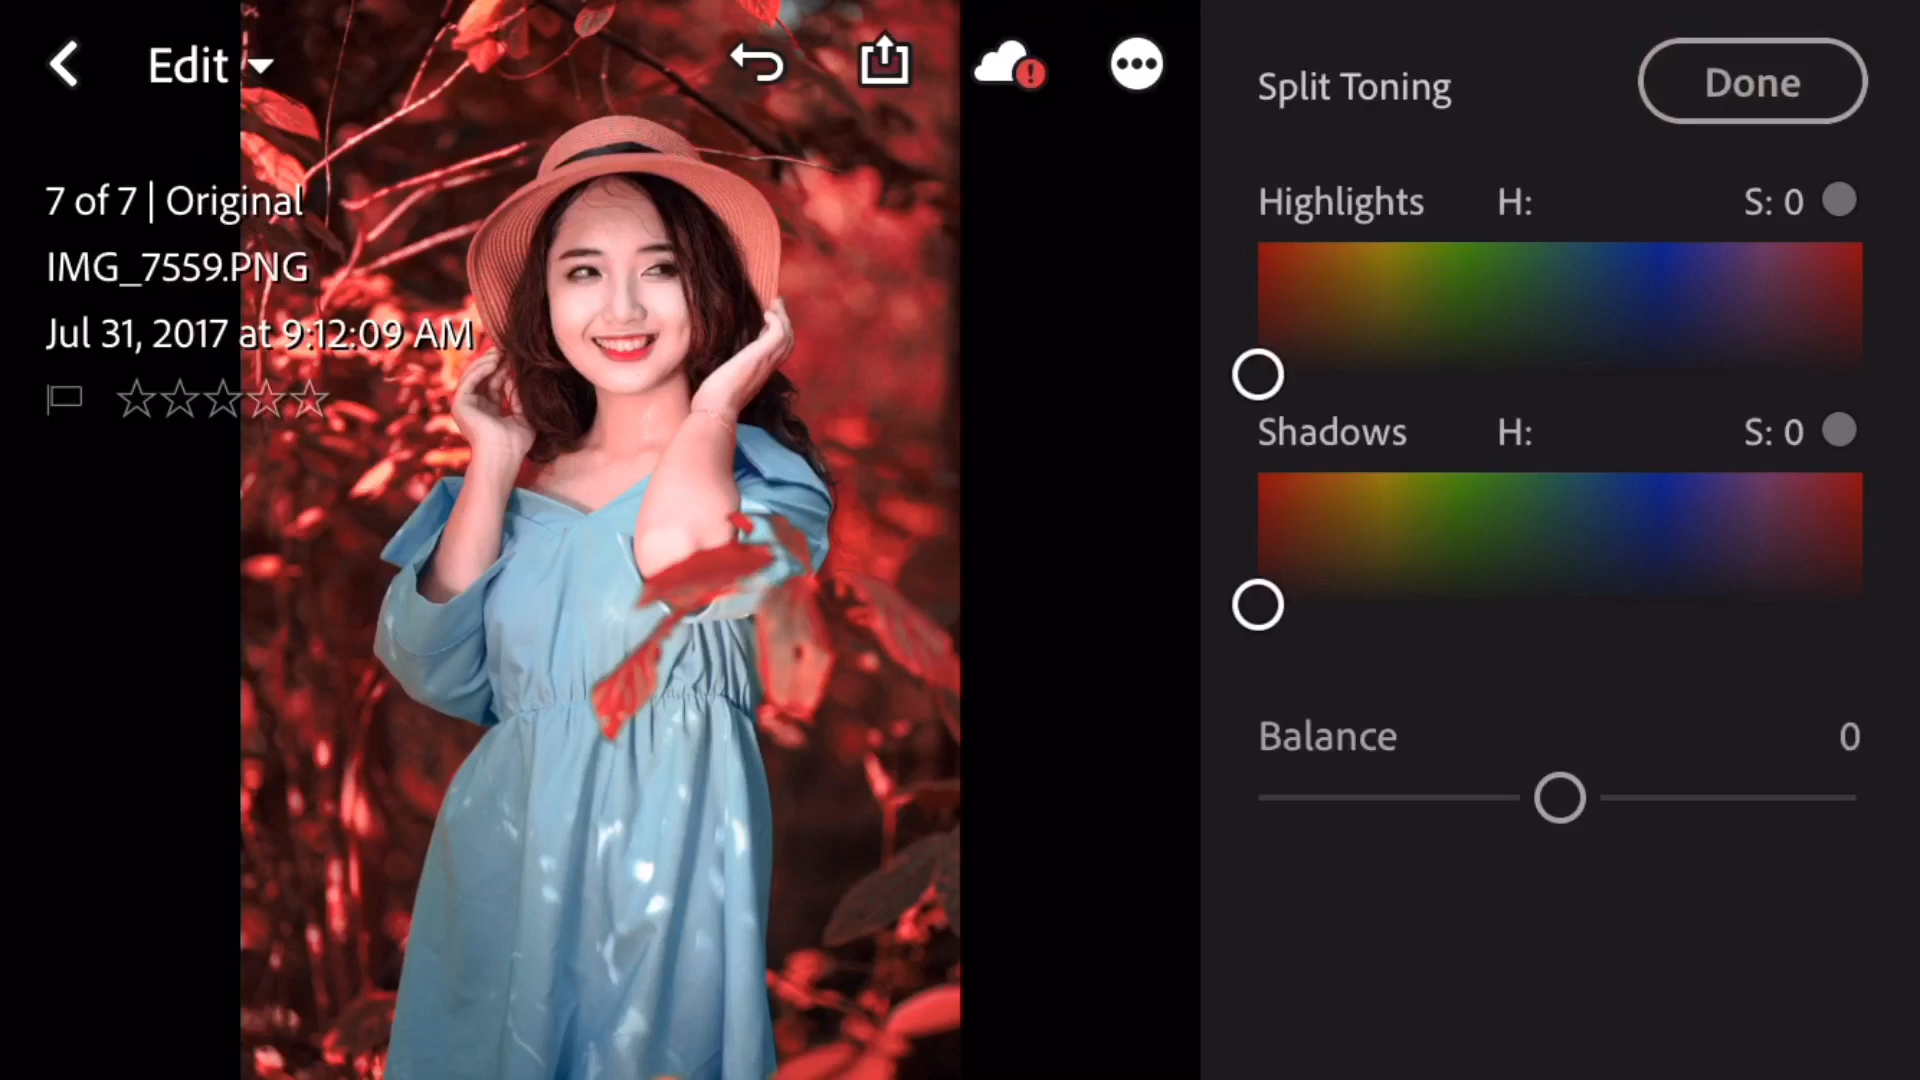 Edit
Split Toning
Done
7 of 7 | Original
IMG_7559.PNG
Jul 31, 2017 at 9:12:09 AM
Highlights H: S: 0
Shadows H: S: 0
Balance 0